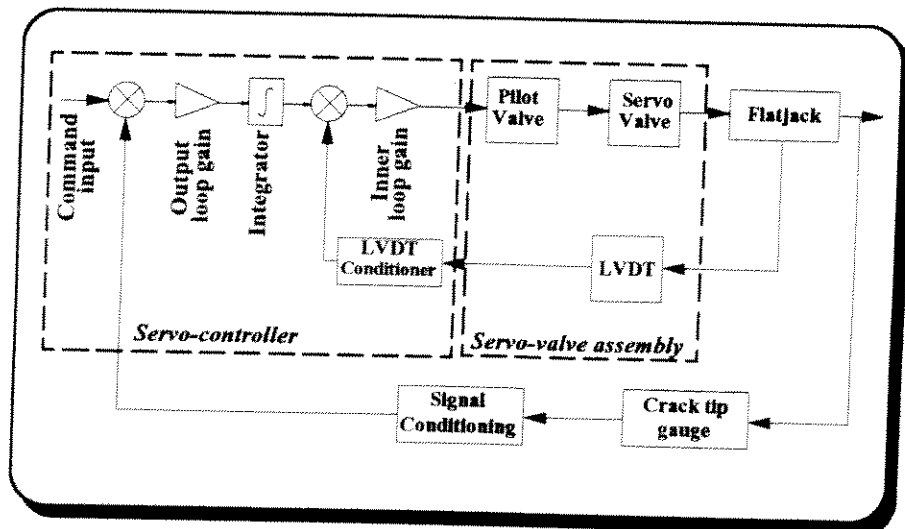 Command
input
Output
loop gain
Integrator
Inner
loop gain
Pilot
Valve
Servo
Valve
Flatjack
LVDT
Conditioner
LVDT
Servo-controller
Servo-valve assembly
Signal
Conditioning
Crack tip
gauge